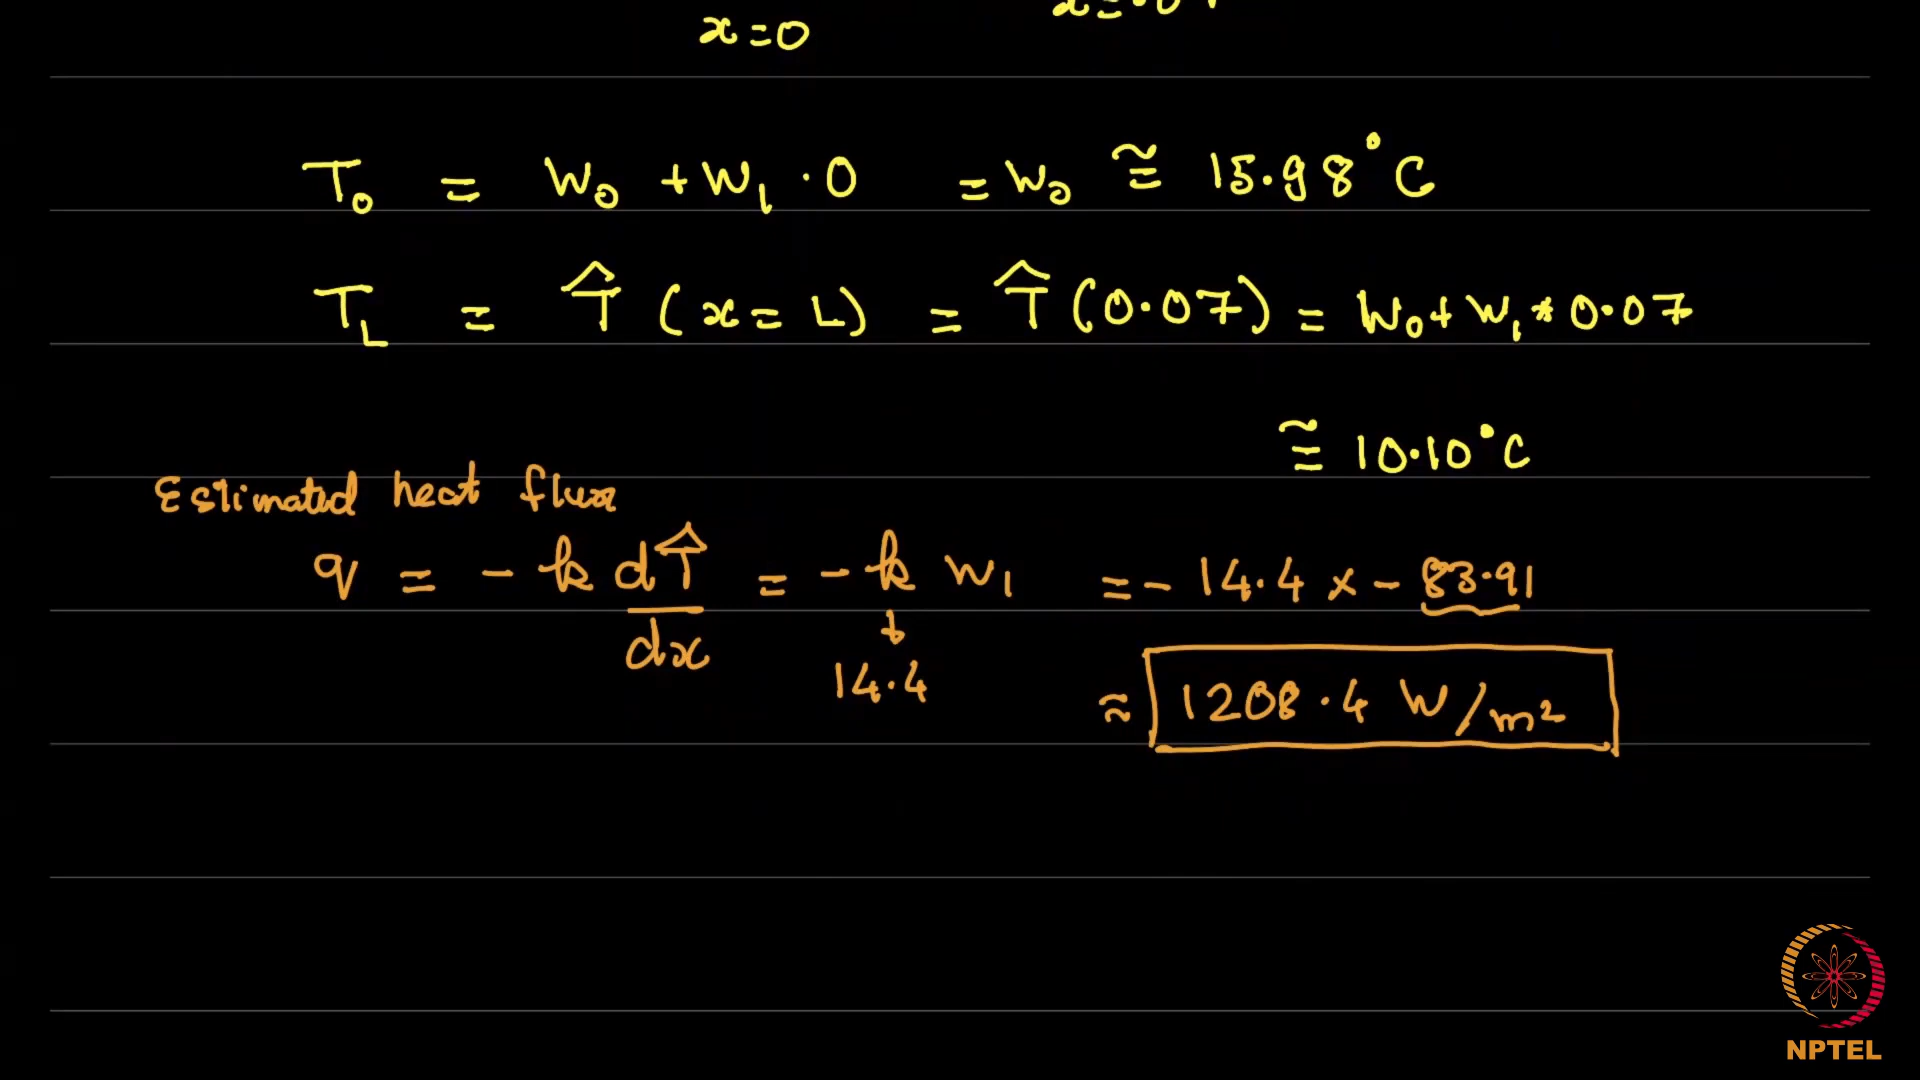 x=0
T₀ = W₀ + W₁ · 0 = W₀ ≅ 15.98°C
T_L = T̂ (x = L) = T̂ (0.07) = W₀ + W₁ * 0.07
≅ 10.10°C
Estimated heat flux
q = - k dT̂/dx = - k W₁ = - 14.4 x - 83.91
14.4
≈ 1208.4 W/m²
NPTEL